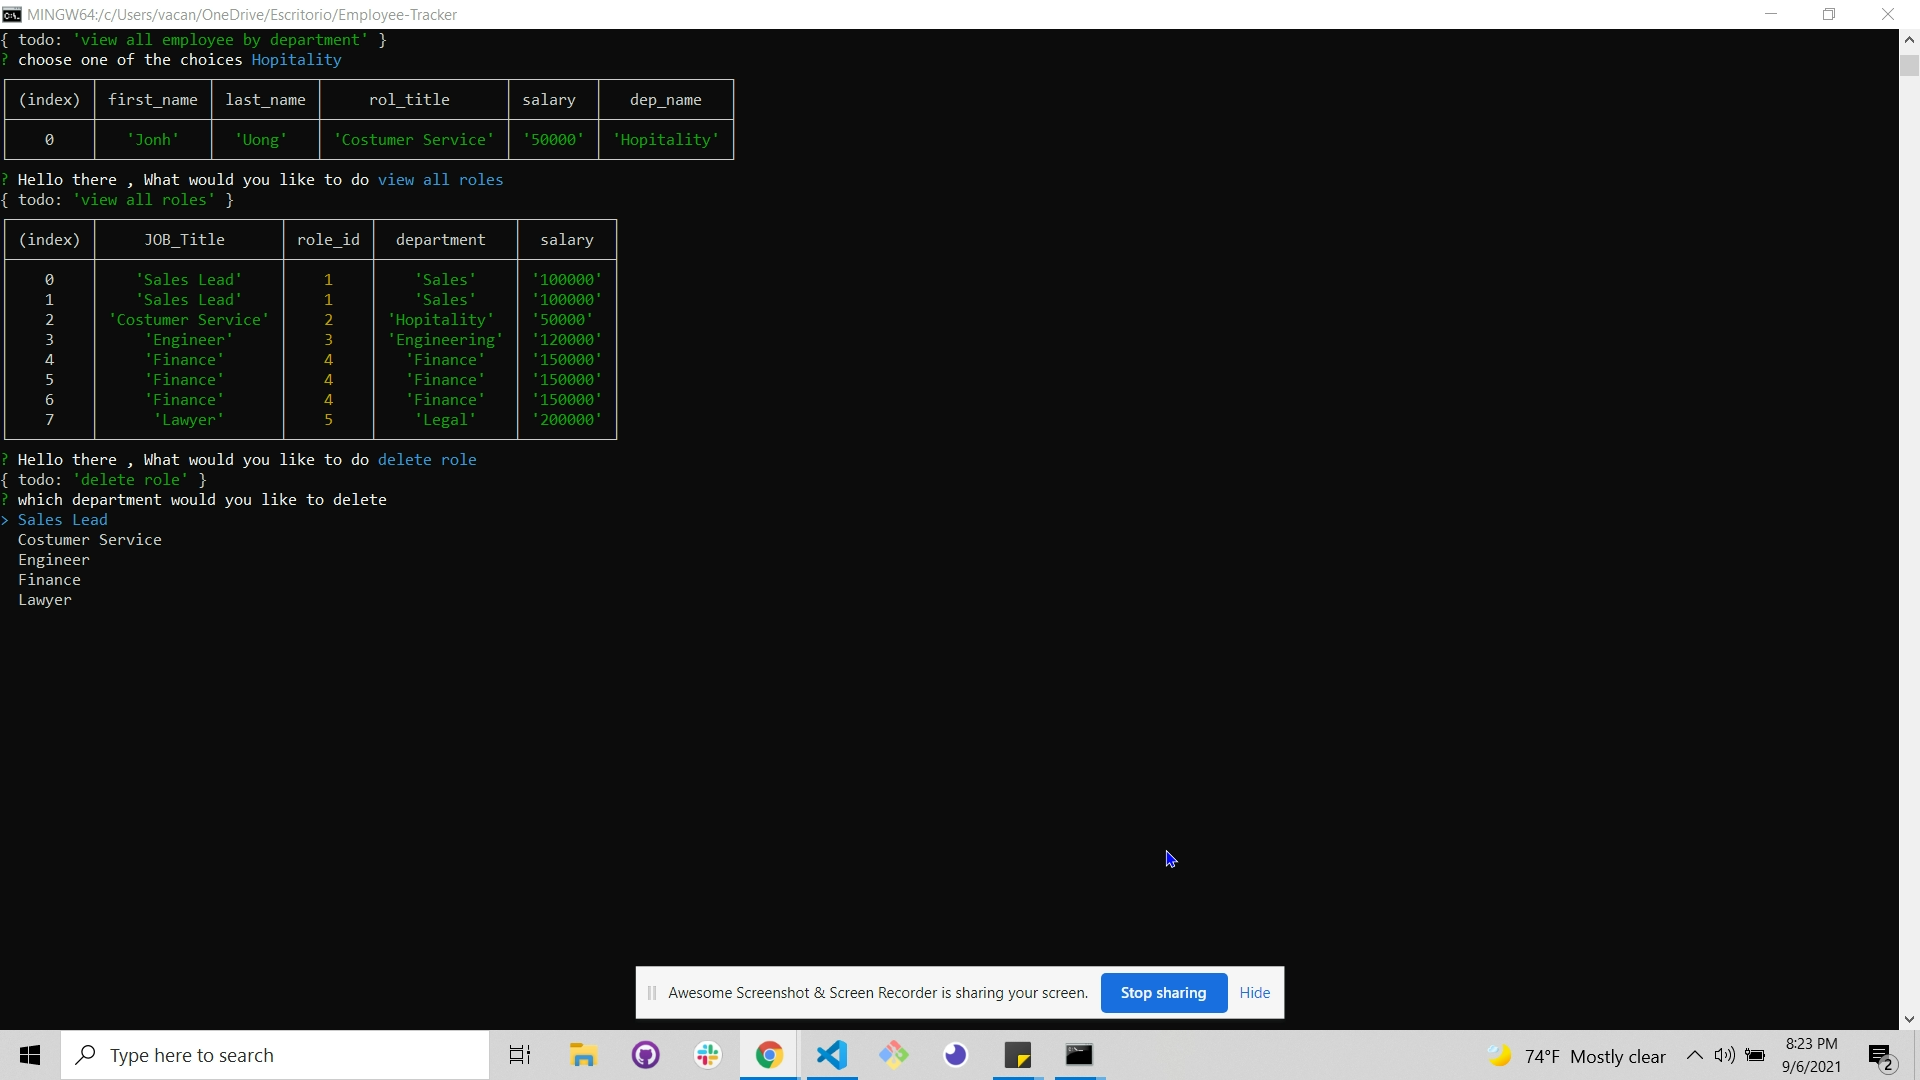 MINGW64:/c/Users/vacan/OneDrive/Escritorio/Employee-Tracker
{ todo: 'view all employee by department' }
? choose one of the choices Hopitality
(index) first_name last_name rol_title salary dep_name
0 'Jonh' 'Uong' 'Costumer Service' '50000' 'Hopitality'
? Hello there , What would you like to do view all roles
{ todo: 'view all roles' }
(index) JOB_Title role_id department salary
0 'Sales Lead' 1 'Sales' '100000'
1 'Sales Lead' 1 'Sales' '100000'
2 'Costumer Service' 2 'Hopitality' '50000'
3 'Engineer' 3 'Engineering' '120000'
4 'Finance' 4 'Finance' '150000'
5 'Finance' 4 'Finance' '150000'
6 'Finance' 4 'Finance' '150000'
7 'Lawyer' 5 'Legal' '200000'
? Hello there , What would you like to do delete role
{ todo: 'delete role' }
? which department would you like to delete
> Sales Lead
Costumer Service
Engineer
Finance
Lawyer
Awesome Screenshot & Screen Recorder is sharing your screen. Stop sharing Hide
Type here to search
74°F Mostly clear
8:23 PM
9/6/2021
2